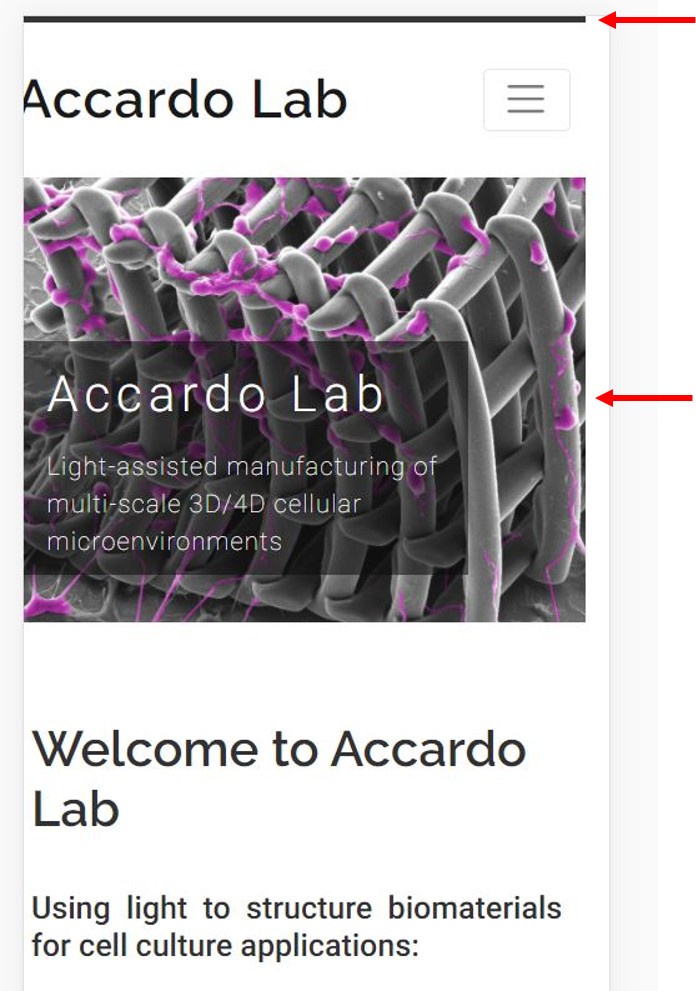 Accardo Lab
Accardo Lab
Light-assisted manufacturing of
multi-scale 3D/4D cellular
microenvironments
Welcome to Accardo
Lab
Using light to structure biomaterials
for cell culture applications: